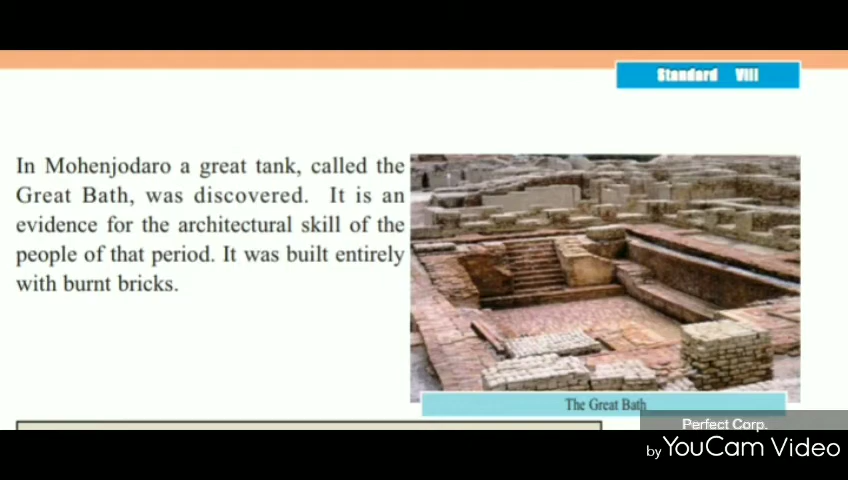 Standard VIII
In Mohenjodaro a great tank, called the
Great Bath, was discovered. It is an
evidence for the architectural skill of the
people of that period. It was built entirely
with burnt bricks.
The Great Bath
Perfect Corp.
by YouCam Video